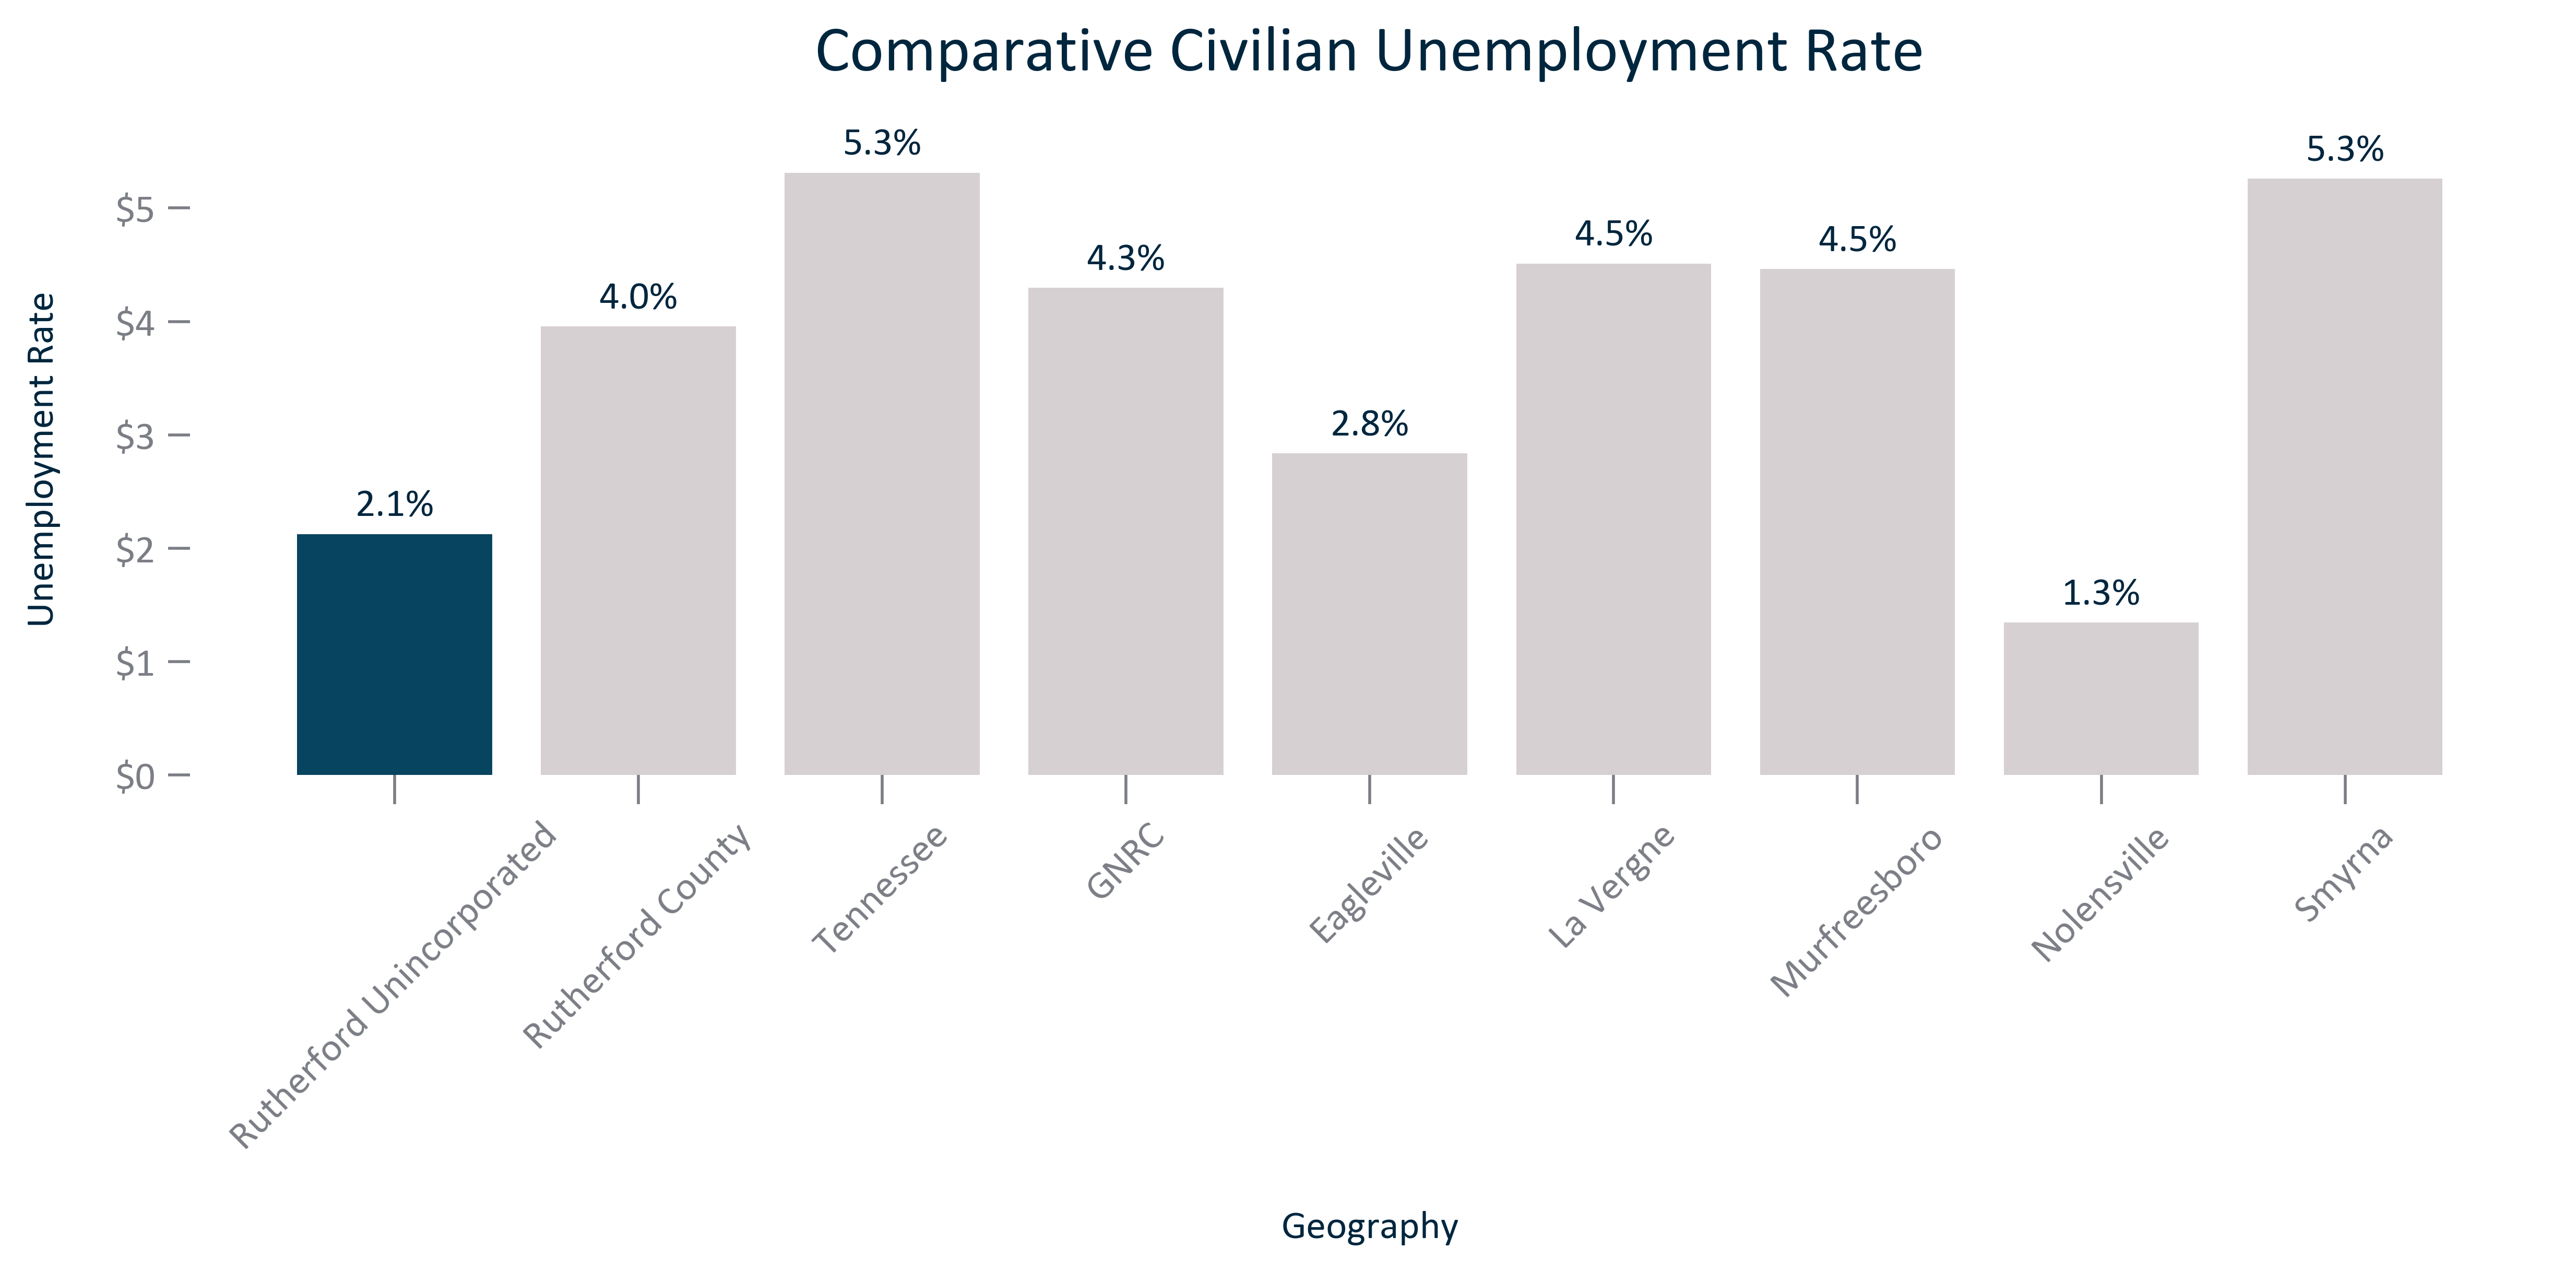 Comparative Civilian Unemployment Rate
Unemployment Rate
$5
$4
$3
$2
$1
$0
2.1%
4.0%
5.3%
4.3%
2.8%
4.5%
4.5%
1.3%
5.3%
Rutherford Unincorporated
Rutherford County
Tennessee
GNRC
Eagleville
La Vergne
Murfreesboro
Nolensville
Smyrna
Geography